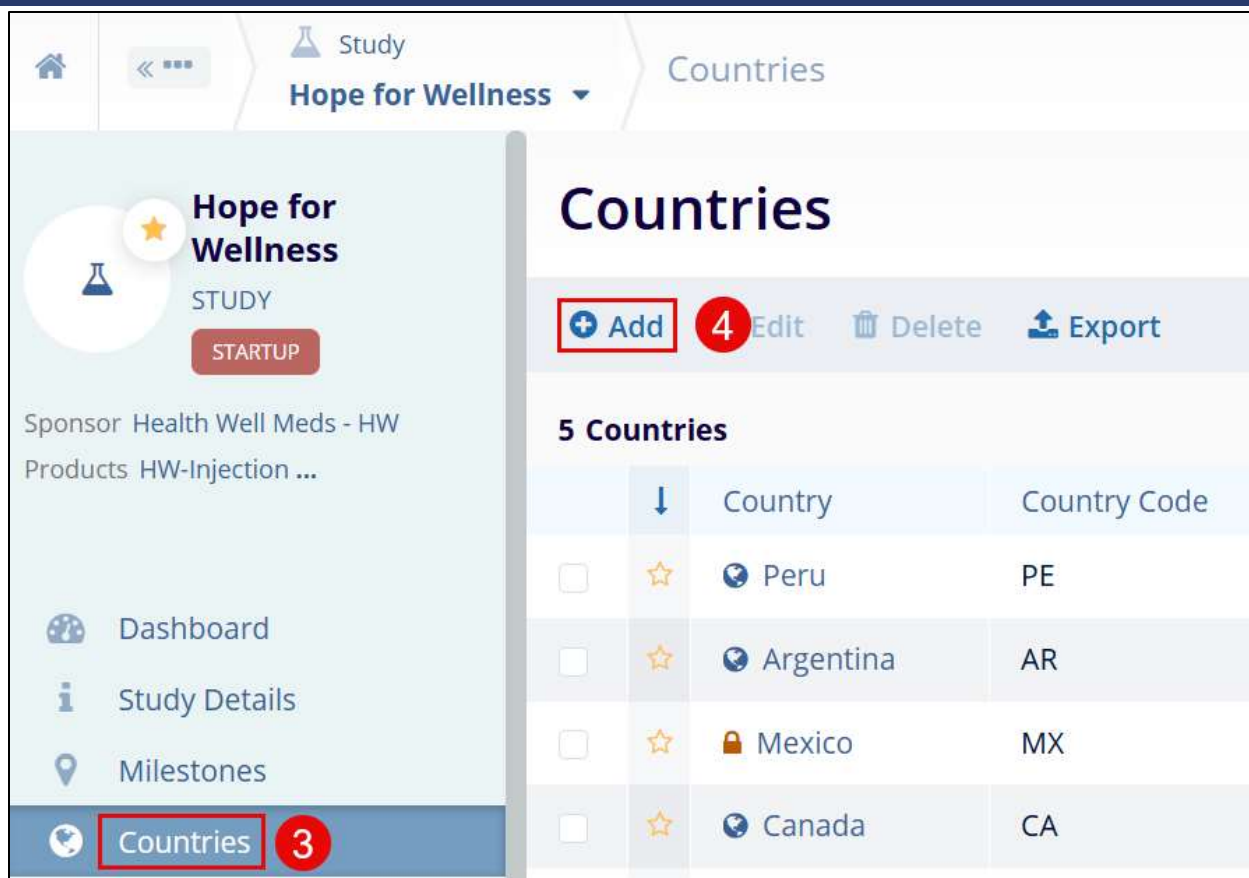 Study
Hope for Wellness
Countries
Hope for
Wellness
STUDY
STARTUP
Sponsor Health Well Meds - HW
Products HW-Injection ...
Dashboard
Study Details
Milestones
Countries 3
Countries
Add 4 Edit Delete Export
5 Countries
Country Country Code
Peru PE
Argentina AR
Mexico MX
Canada CA